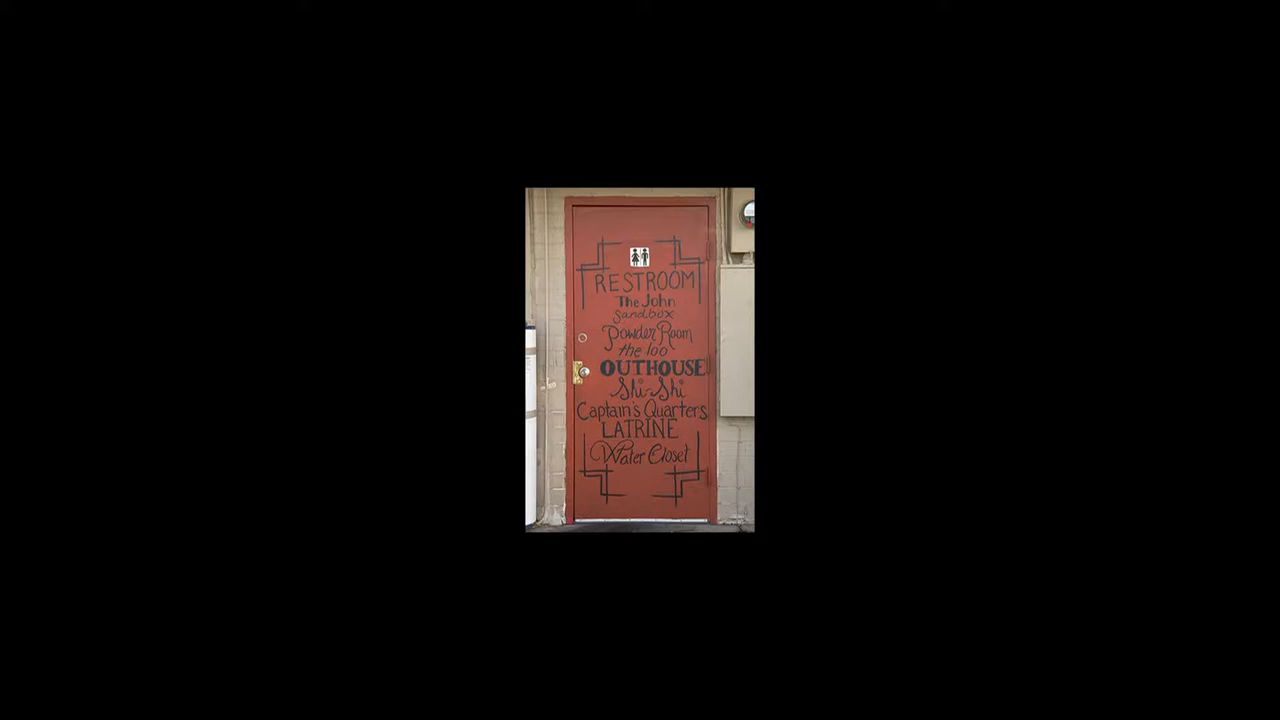 RESTROOM
The John
Sandbox
Powder Room
the loo
OUTHOUSE
Shi-Shi
Captain's Quarters
LATRINE
Water Closet